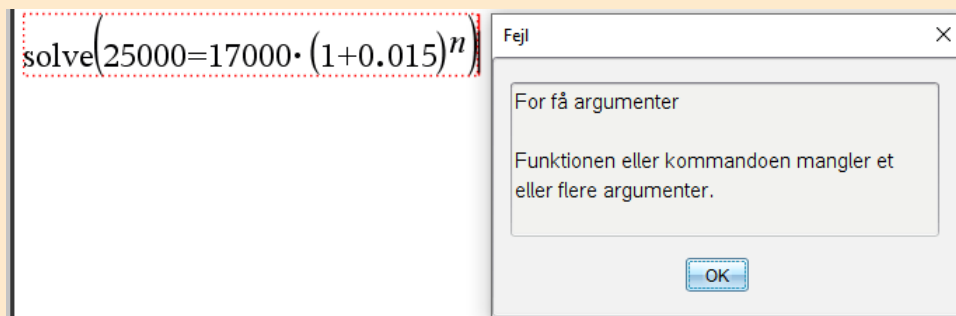 solve(25000=17000·(1+0.015)ⁿ)
Fejl
For få argumenter
Funktionen eller kommandoen mangler et
eller flere argumenter.
OK